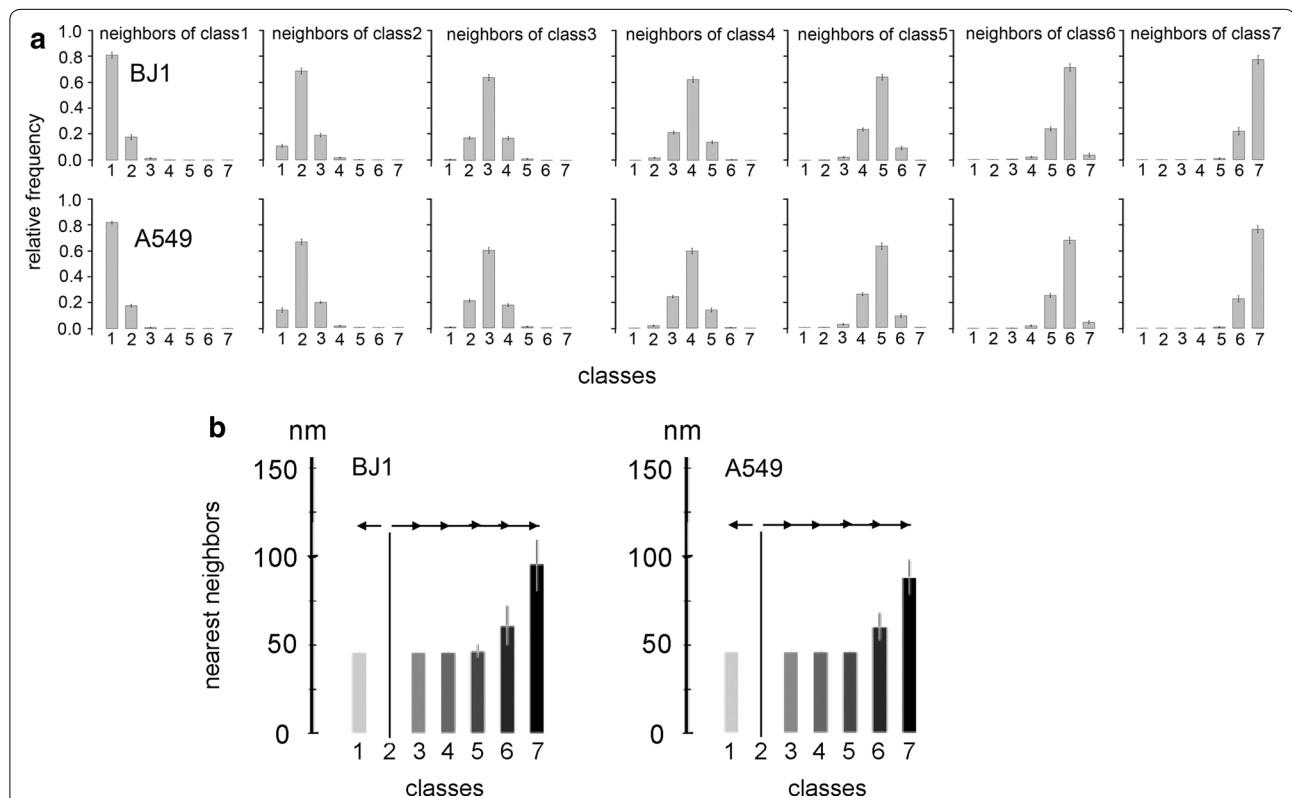 a
neighbors of class1 neighbors of class2 neighbors of class3 neighbors of class4 neighbors of class5 neighbors of class6 neighbors of class7
BJ1
1.0
0.8
0.6
0.4
0.2
0.0
1 2 3 4 5 6 7 1 2 3 4 5 6 7 1 2 3 4 5 6 7 1 2 3 4 5 6 7 1 2 3 4 5 6 7 1 2 3 4 5 6 7 1 2 3 4 5 6 7
relative frequency
A549
0.8
0.6
0.4
0.2
0.0
1 2 3 4 5 6 7 1 2 3 4 5 6 7 1 2 3 4 5 6 7 1 2 3 4 5 6 7 1 2 3 4 5 6 7 1 2 3 4 5 6 7 1 2 3 4 5 6 7
classes
b
nm
BJ1
150
100
50
0
nearest neighbors
1 2 3 4 5 6 7
classes
nm
A549
150
100
50
0
1 2 3 4 5 6 7
classes